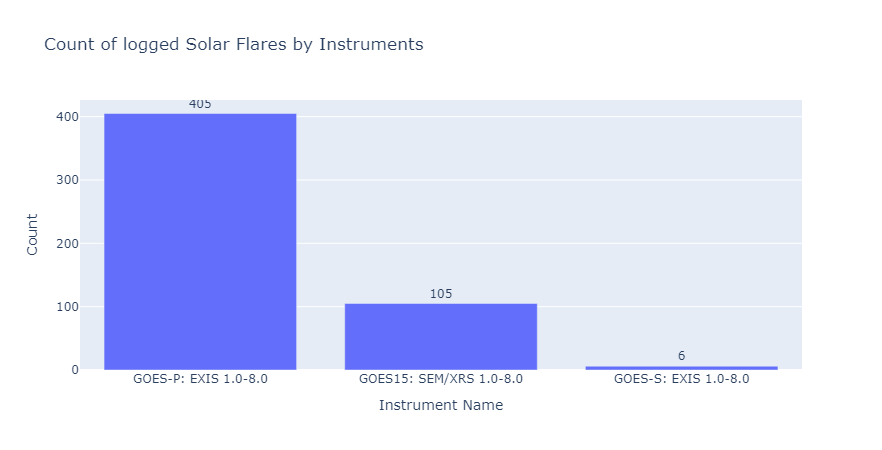 Count of logged Solar Flares by Instruments
405
400
300
200
100
0
Count
105
6
GOES-P: EXIS 1.0-8.0
GOES15: SEM/XRS 1.0-8.0
GOES-S: EXIS 1.0-8.0
Instrument Name